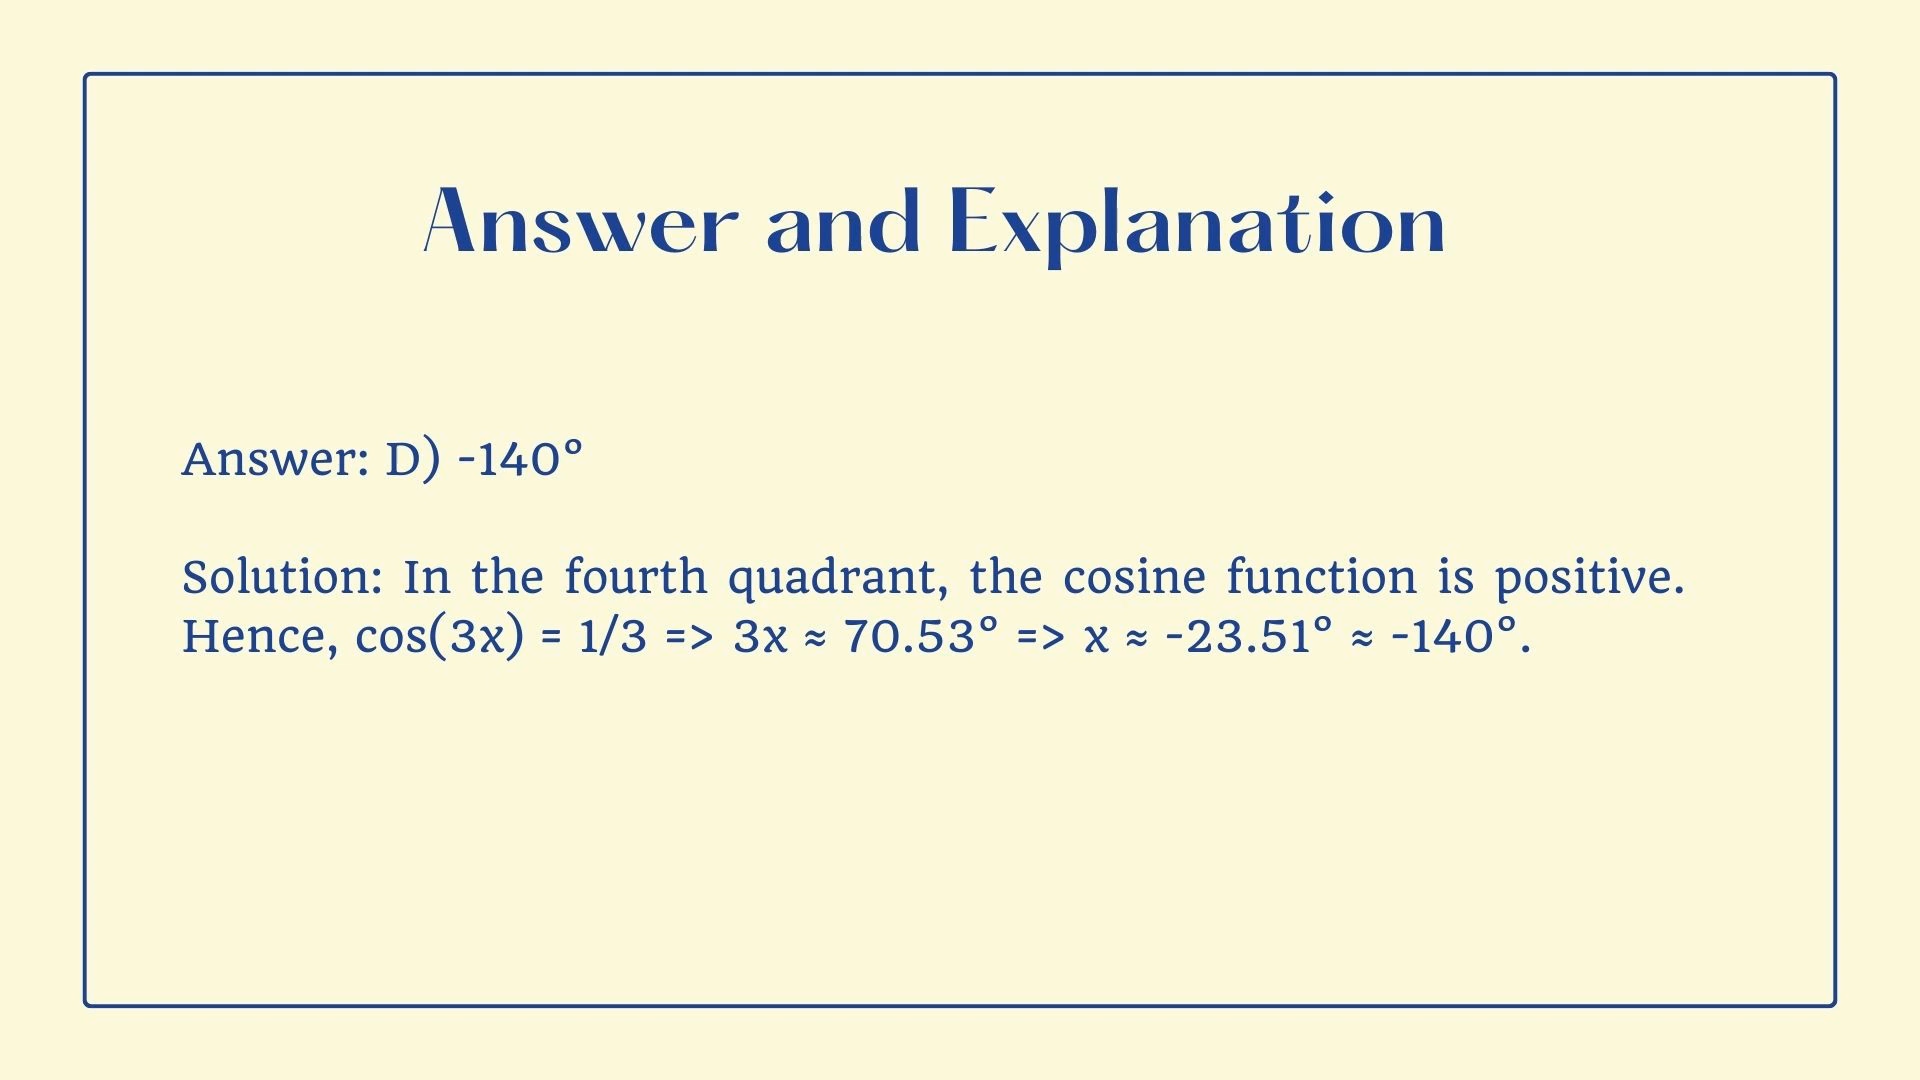 Answer and Explanation
Answer: D) -140°
Solution: In the fourth quadrant, the cosine function is positive.
Hence, cos(3x) = 1/3 => 3x ≈ 70.53° => x ≈ -23.51° ≈ -140°.